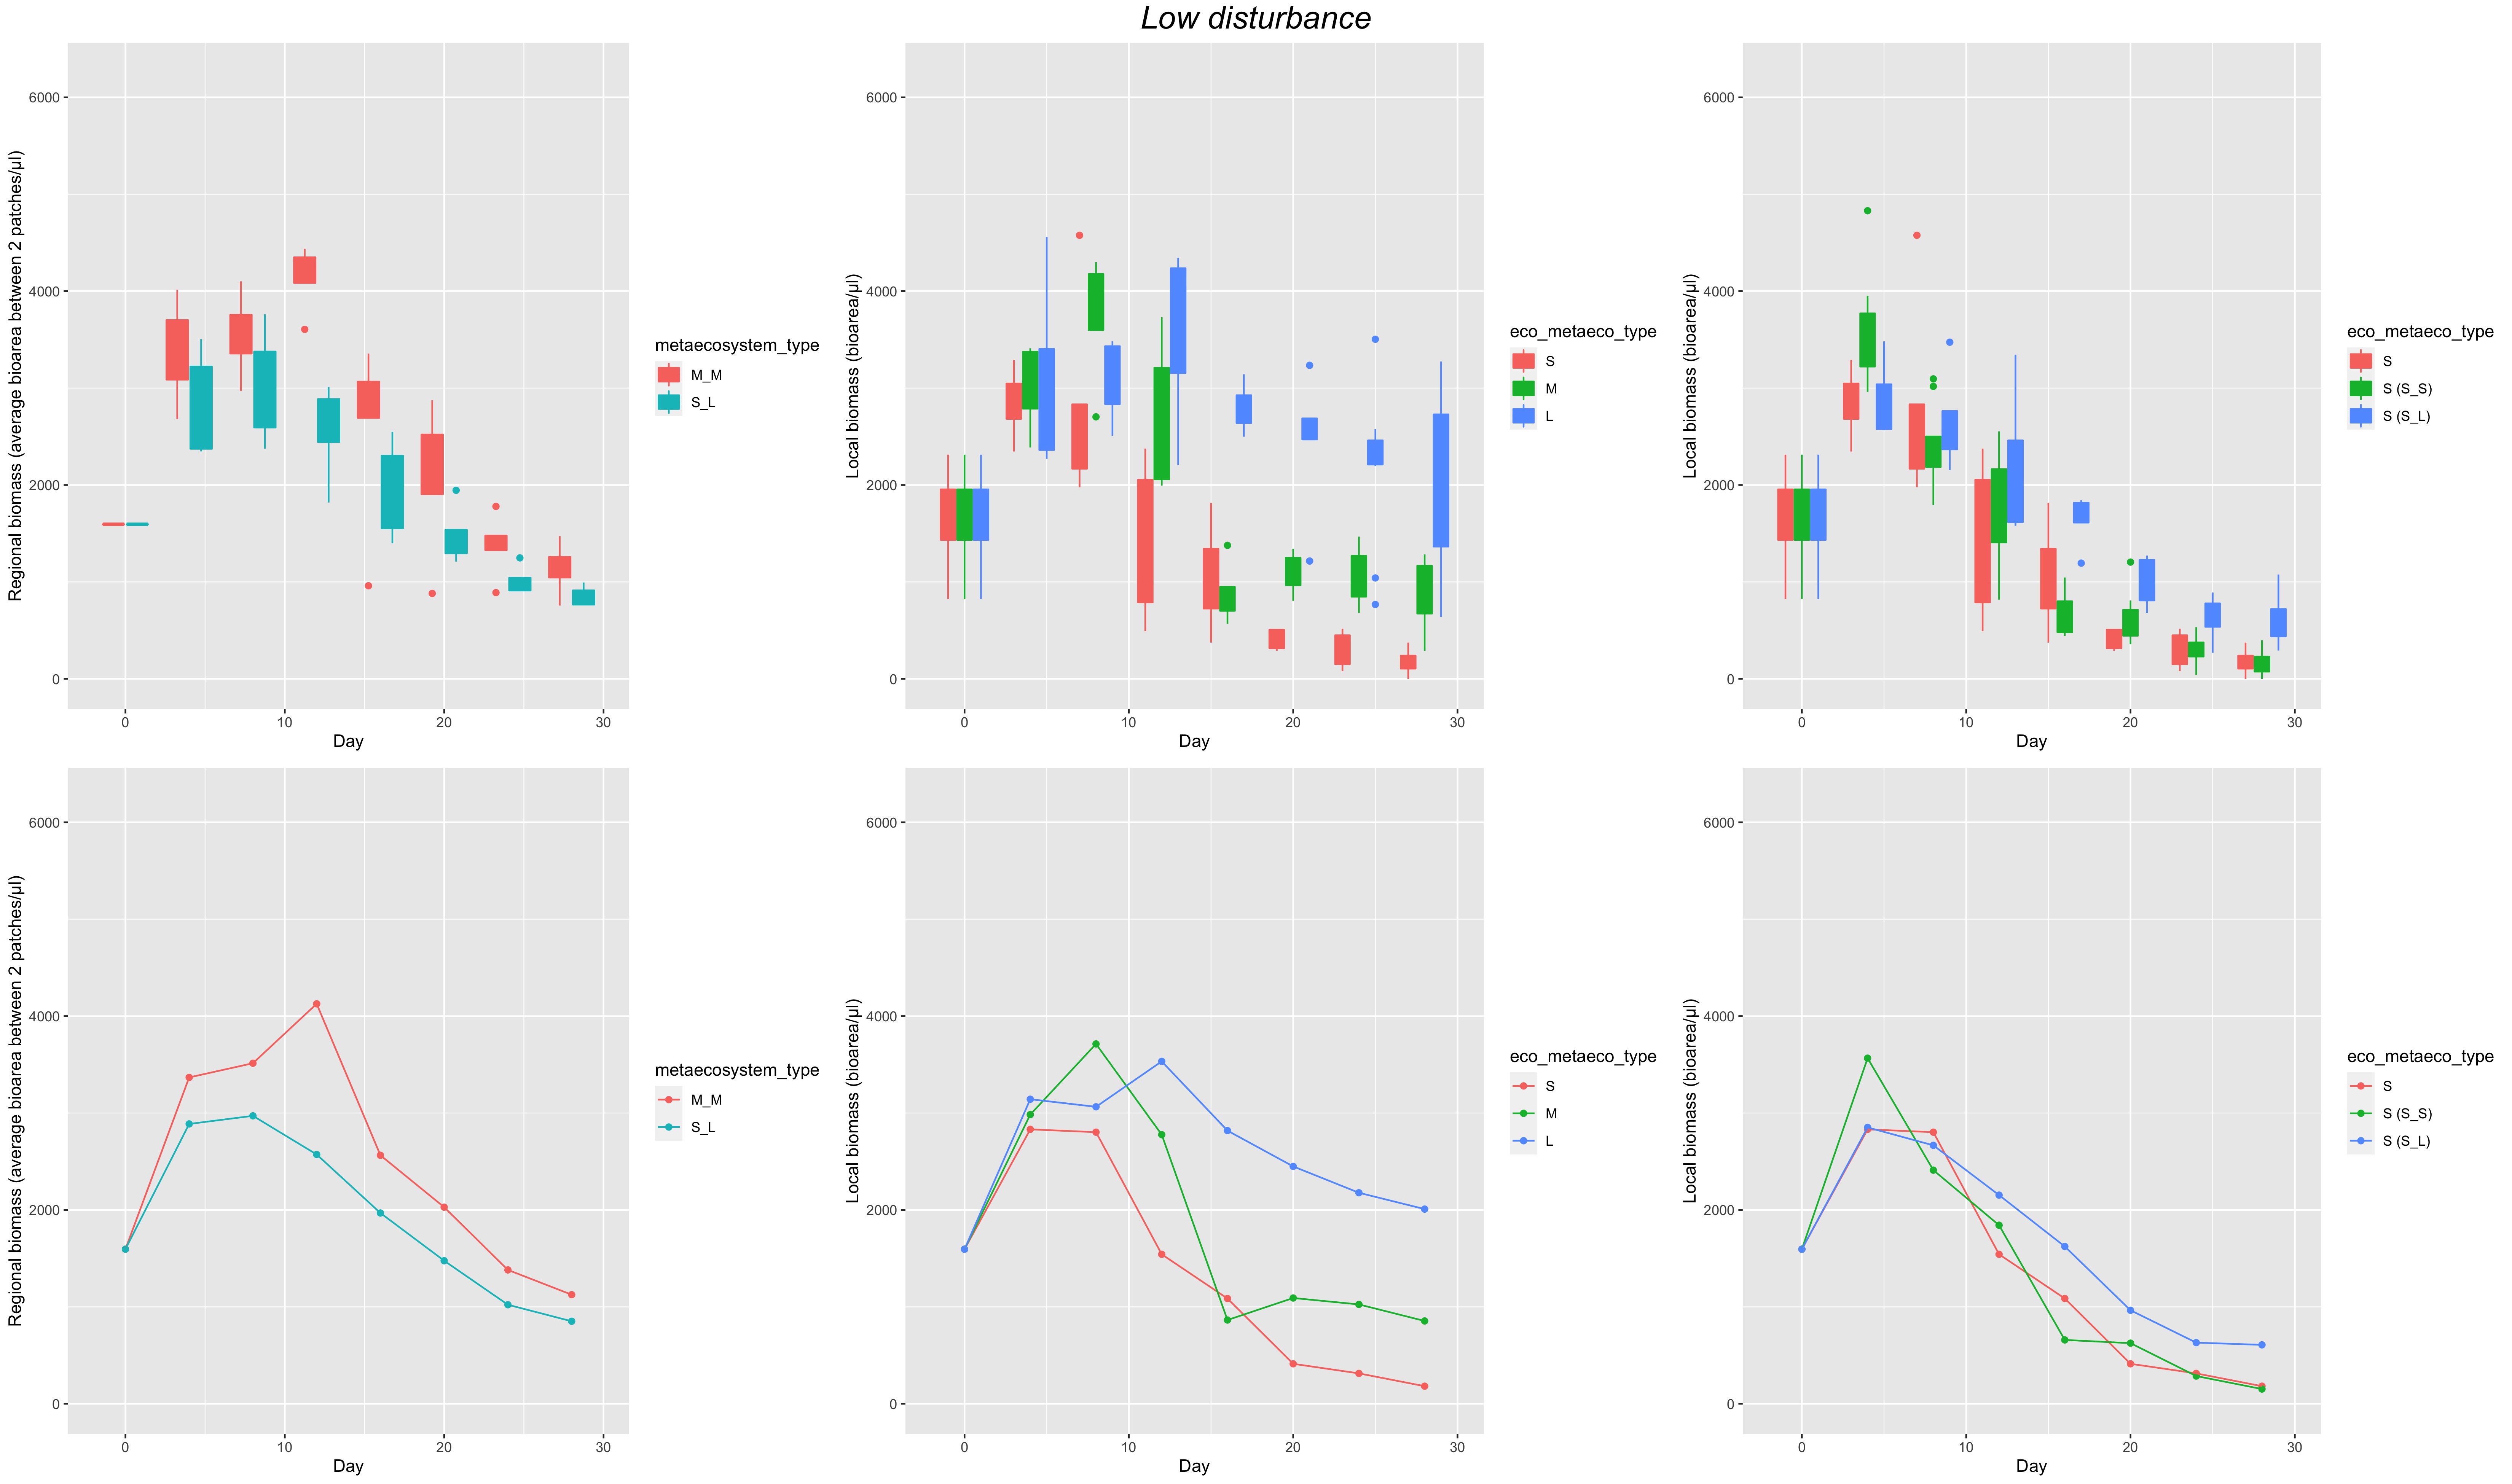 Low disturbance
Regional biomass (average bioarea between 2 patches/µl)
6000
4000
2000
0
0 10 20 30
Day
metaecosystem_type
M_M
S_L
Local biomass (bioarea/µl)
6000
4000
2000
0
0 10 20 30
Day
eco_metaeco_type
S
M
L
Local biomass (bioarea/µl)
6000
4000
2000
0
0 10 20 30
Day
eco_metaeco_type
S
S (S_S)
S (S_L)
Regional biomass (average bioarea between 2 patches/µl)
6000
4000
2000
0
0 10 20 30
Day
metaecosystem_type
M_M
S_L
Local biomass (bioarea/µl)
6000
4000
2000
0
0 10 20 30
Day
eco_metaeco_type
S
M
L
Local biomass (bioarea/µl)
6000
4000
2000
0
0 10 20 30
Day
eco_metaeco_type
S
S (S_S)
S (S_L)